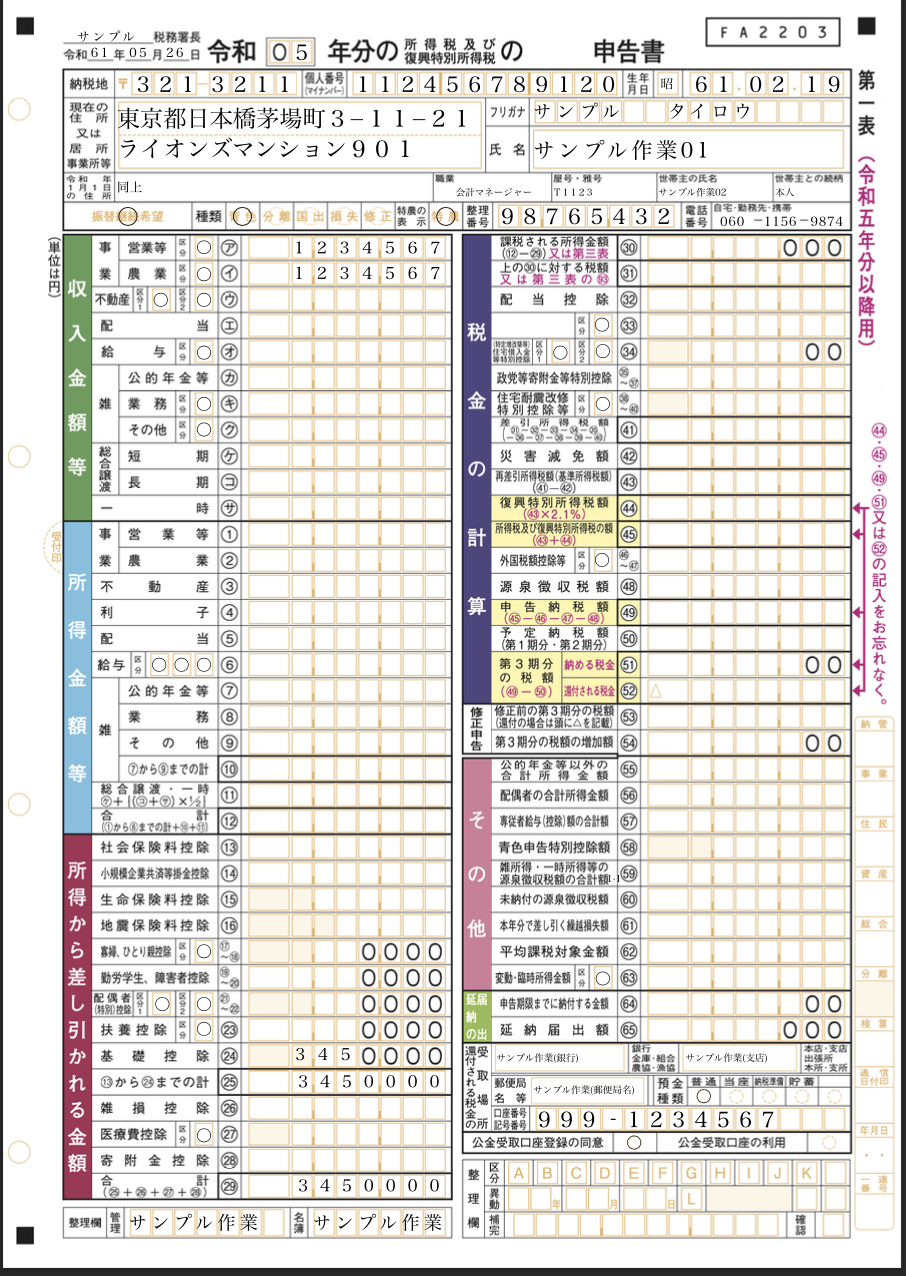 FA2203
サンプル 税務署長
令和61年05月26日
令和05年分の所得税及び復興特別所得税の 申告書
納税地 〒321-3211 個人番号(マイナンバー) 112456789120 生年月日 昭 61.02.19
現在の住所又は居所事業所等 東京都日本橋茅場町3-11-21
ライオンズマンション901
フリガナ サンプル タイロウ
氏名 サンプル作業01
令和 年1月1日の住所 同上
職業 会計マネージャー 屋号・雅号 T1123 世帯主の氏名 サンプル作業02 世帯主との続柄 本人
振替継続希望 種類 青色 分離 国出 損失 修正 特農の表示 特農 整理番号 98765432 電話番号 自宅・勤務先・携帯 060-1156-9874
第一表(令和五年分以降用)
(単位は円)
受付印
収入金額等
事業 営業等 区分 ㋐ 1234567
農業 区分 ㋑ 1234567
不動産 区分1 区分2 ㋒
配当 ㋓
給与 区分 ㋔
雑 公的年金等 ㋕
業務 区分 ㋖
その他 区分 ㋗
総合譲渡 短期 ㋘
長期 ㋙
一時 ㋚
所得金額等
事業 営業等 ①
農業 ②
不動産 ③
利子 ④
配当 ⑤
給与 区分 ⑥
雑 公的年金等 ⑦
業務 ⑧
その他 ⑨
⑦から⑨までの計 ⑩
総合譲渡・一時 ㋘+{(㋙+㋚)×½} ⑪
合計 (①から⑥までの計+⑩+⑪) ⑫
所得から差し引かれる金額
社会保険料控除 ⑬
小規模企業共済等掛金控除 ⑭
生命保険料控除 ⑮
地震保険料控除 ⑯
寡婦、ひとり親控除 区分 ⑰~⑱ 0000
勤労学生、障害者控除 ⑲~⑳ 0000
配偶者(特別)控除 区分1 区分2 ㉑~㉒ 0000
扶養控除 区分 ㉓ 0000
基礎控除 ㉔ 3450000
⑬から㉔までの計 ㉕ 3450000
雑損控除 ㉖
医療費控除 区分 ㉗
寄附金控除 ㉘
合計 (㉕+㉖+㉗+㉘) ㉙ 3450000
整理欄 管理 サンプル作業 名簿 サンプル作業
税金の計算
課税される所得金額 (⑫-㉙)又は第三表 ㉚ 000
上の㉚に対する税額 又は第三表の93 ㉛
配当控除 ㉜
区分 ㉝
(特定増改築等)住宅借入金等特別控除 区分1 区分2 ㉞ 00
政党等寄附金等特別控除 ㉟~㊲
住宅耐震改修特別控除等 区分 ㊳~㊵
差引所得税額 (㉛-㉜-㉝-㉞-㉟-㊱-㊲-㊳-㊴-㊵) ㊶
災害減免額 ㊷
再差引所得税額(基準所得税額) (㊶-㊷) ㊸
復興特別所得税額 (㊸×2.1%) ㊹
所得税及び復興特別所得税の額 (㊸+㊹) ㊺
外国税額控除等 区分 ㊻~㊼
源泉徴収税額 ㊽
申告納税額 (㊺-㊻-㊼-㊽) ㊾
予定納税額 (第1期分・第2期分) ㊿
第3期分の税額 (㊾-㊿) 納める税金 51 00
還付される税金 52 △
修正申告
修正前の第3期分の税額 (還付の場合は頭に△を記載) 53
第3期分の税額の増加額 54 00
その他
公的年金等以外の合計所得金額 55
配偶者の合計所得金額 56
専従者給与(控除)額の合計額 57
青色申告特別控除額 58
雑所得・一時所得等の源泉徴収税額の合計額 59
未納付の源泉徴収税額 60
本年分で差し引く繰越損失額 61
平均課税対象金額 62
変動・臨時所得金額 区分 63
延納の届出
申告期限までに納付する金額 64 00
延納届出額 65 000
還付される税金の受取場所
サンプル作業(銀行) 銀行 金庫・組合 農協・漁協 サンプル作業(支店) 本店・支店 出張所 本所・支所
郵便局名等 サンプル作業(郵便局名) 預金種類 普通 当座 納税準備 貯蓄
口座番号記号番号 999-1234567
公金受取口座登録の同意 公金受取口座の利用
整理欄
区分 A B C D E F G H I J K
異動 年 月 日 L
補完 確認
㊹・㊺・㊾・51又は52の記入をお忘れなく。
納管
事業
住民
資産
総合
分離
検算
通信日付印
年月日
一連番号